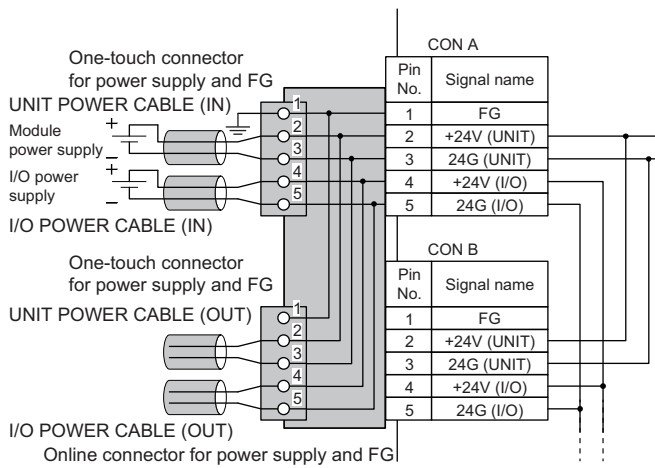 CON A
One-touch connector
for power supply and FG
Pin No.
Signal name
UNIT POWER CABLE (IN)
1
1 FG
Module
power supply
+
−
2
2 +24V (UNIT)
3
3 24G (UNIT)
I/O power
supply
+
−
4
4 +24V (I/O)
5
5 24G (I/O)
I/O POWER CABLE (IN)
CON B
One-touch connector
for power supply and FG
Pin No.
Signal name
UNIT POWER CABLE (OUT)
1
1 FG
2
2 +24V (UNIT)
3
3 24G (UNIT)
4
4 +24V (I/O)
5
5 24G (I/O)
I/O POWER CABLE (OUT)
Online connector for power supply and FG